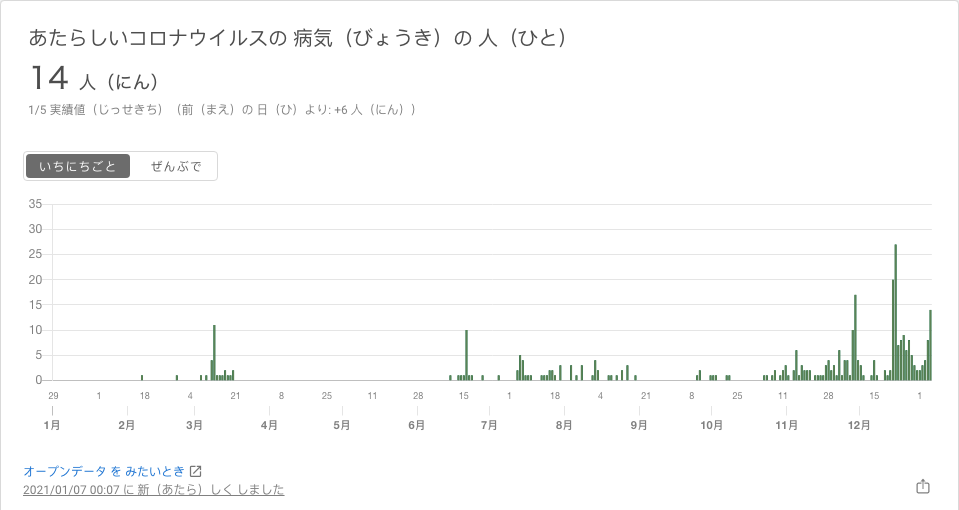 あたらしいコロナウイルスの 病気（びょうき）の 人（ひと）
14 人（にん）
1/5 実績値（じっせきち）（前（まえ）の 日（ひ）より: +6 人（にん））
いちにちごと ぜんぶで
35
30
25
20
15
10
5
0
29 1 18 4 21 8 25 11 28 15 1 18 4 21 8 25 11 28 15 1
1月 2月 3月 4月 5月 6月 7月 8月 9月 10月 11月 12月
オープンデータ を みたいとき
2021/01/07 00:07 に 新（あたら）しく しました